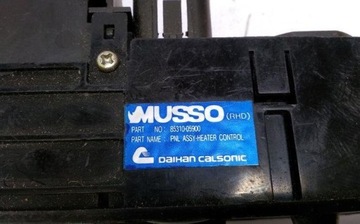 MUSSO (RHD)
PART NO : 85310-05900
PART NAME : PNL ASSY-HEATER CONTROL
DAIHAN CALSONIC